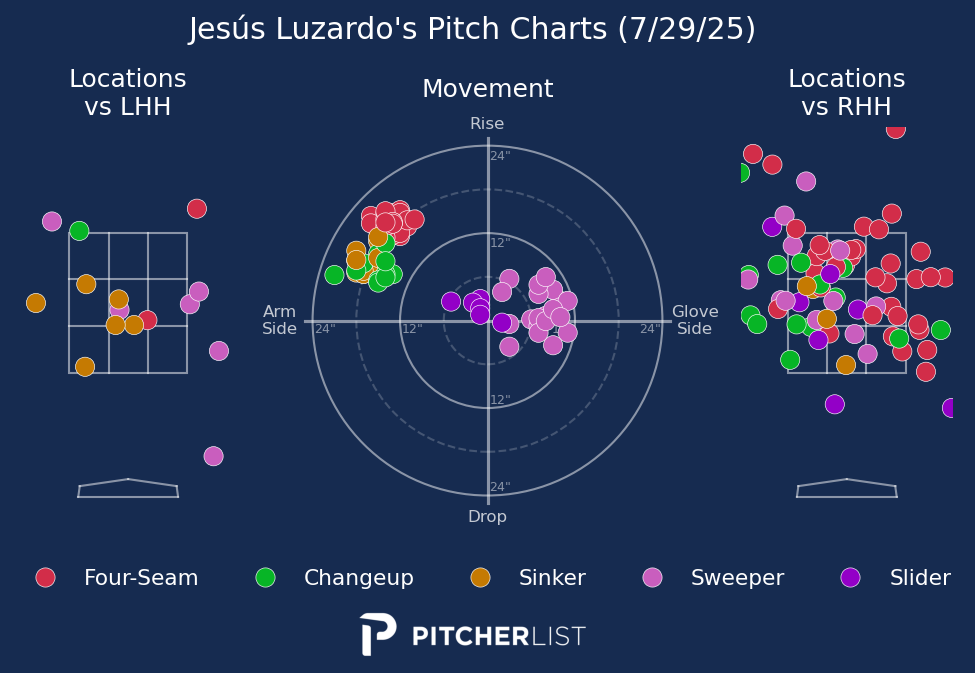 Jesús Luzardo's Pitch Charts (7/29/25)
Locations
vs LHH
Movement
Locations
vs RHH
Rise
24"
12"
Arm
Side
24"
12"
24"
Glove
Side
12"
24"
Drop
Four-Seam
Changeup
Sinker
Sweeper
Slider
PITCHERLIST